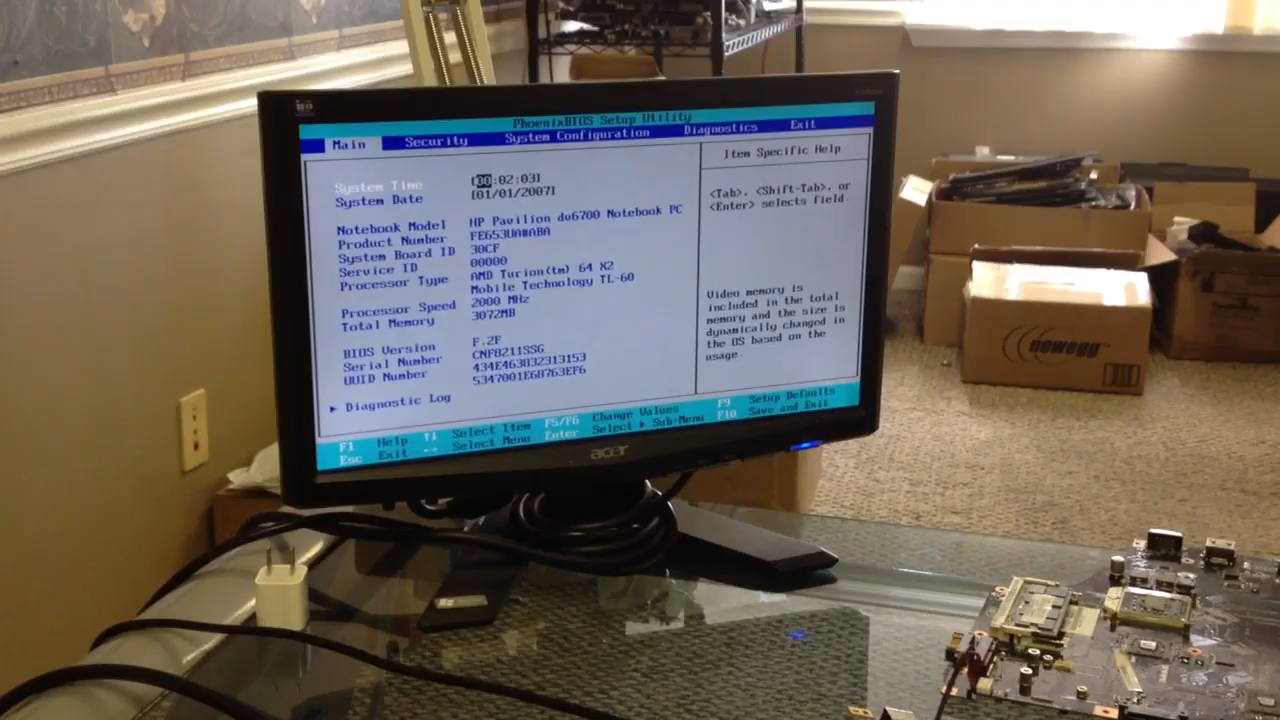 PhoenixBIOS Setup Utility
Main Security System Configuration Diagnostics Exit
System Time [00:02:03]
System Date [01/01/2007]
Notebook Model HP Pavilion dv6700 Notebook PC
Product Number FE653UA#ABA
System Board ID 30CF
Service ID 00000
Processor Type AMD Turion(tm) 64 X2
Mobile Technology TL-60
Processor Speed 2000 MHz
Total Memory 3072MB
BIOS Version F.2F
Serial Number CNF8211SSG
UUID Number 434E463832313153
5347001E6B763EF6
▸ Diagnostic Log
Item Specific Help
<Tab>, <Shift-Tab>, or
<Enter> selects field.
Video memory is
included in the total
memory and the size is
dynamically changed in
the OS based on the
usage.
F1 Help ↑↓ Select Item F5/F6 Change Values F9 Setup Defaults
Esc Exit ↔ Select Menu Enter Select ▸ Sub-Menu F10 Save and Exit
acer
newegg